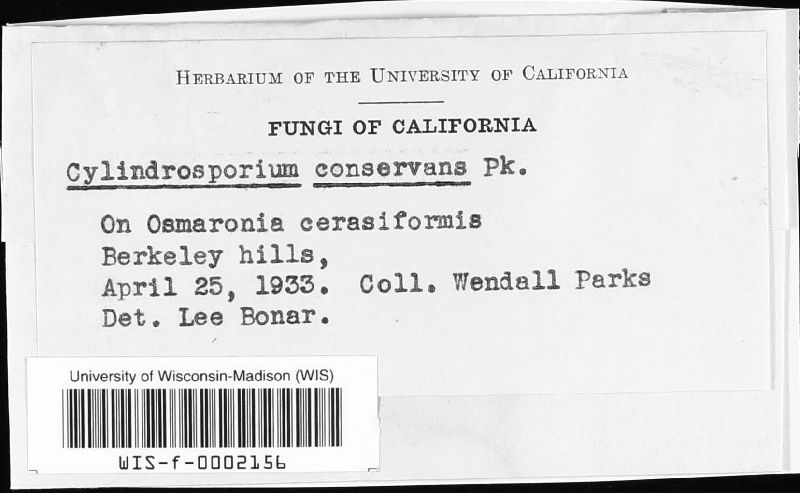 HERBARIUM OF THE UNIVERSITY OF CALIFORNIA
FUNGI OF CALIFORNIA
Cylindrosporium conservans Pk.
On Osmaronia cerasiformis
Berkeley hills,
April 25, 1933. Coll. Wendall Parks
Det. Lee Bonar.
University of Wisconsin-Madison (WIS)
WIS-f-0002156